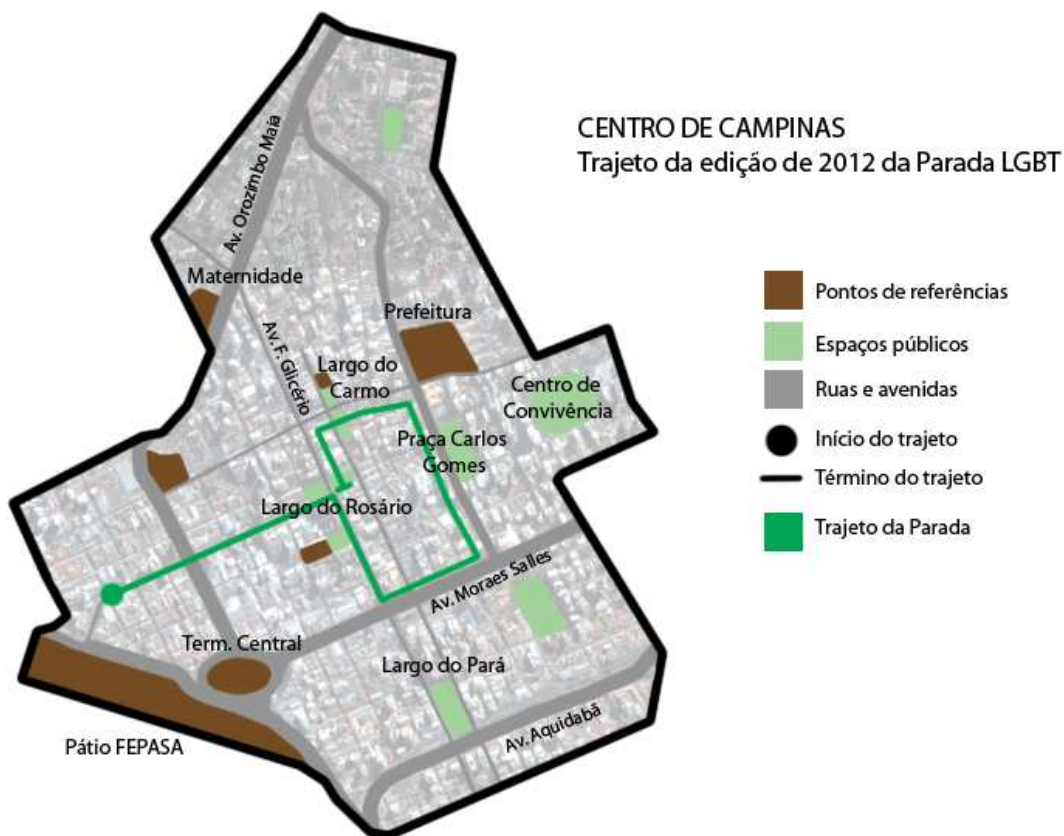 CENTRO DE CAMPINAS
Trajeto da edição de 2012 da Parada LGBT
Av. Orozimbo Maia
Maternidade
Prefeitura
Av. F. Glicério
Largo do
Carmo
Centro de
Convivência
Praça Carlos
Gomes
Largo do Rosário
Av. Moraes Salles
Term. Central
Largo do Pará
Av. Aquidabã
Pátio FEPASA
Pontos de referências
Espaços públicos
Ruas e avenidas
Início do trajeto
Término do trajeto
Trajeto da Parada